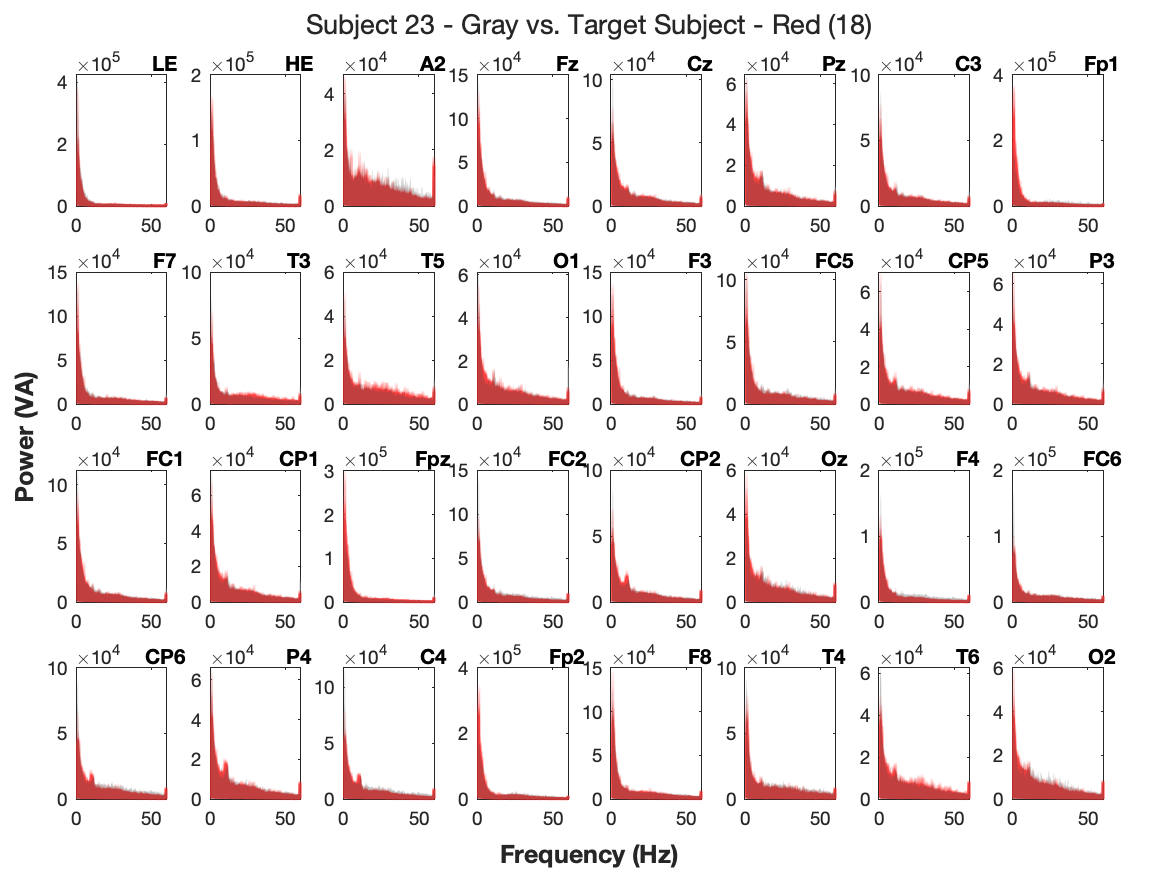 Subject 23 - Gray vs. Target Subject - Red (18)
×10^5 LE ×10^5 HE ×10^4 A2 ×10^4 Fz ×10^4 Cz ×10^4 Pz ×10^4 C3 ×10^5 Fp1
4 2 0 0 50
2 1 0 0 50
4 2 0 0 50
15 10 5 0 0 50
10 5 0 0 50
6 4 2 0 0 50
10 5 0 0 50
4 2 0 0 50
×10^4 F7 ×10^4 T3 ×10^4 T5 ×10^4 O1 ×10^4 F3 ×10^4 FC5 ×10^4 CP5 ×10^4 P3
15 10 5 0 0 50
10 5 0 0 50
6 4 2 0 0 50
6 4 2 0 0 50
15 10 5 0 0 50
10 5 0 0 50
6 4 2 0 0 50
6 4 2 0 0 50
×10^4 FC1 ×10^4 CP1 ×10^5 Fpz ×10^4 FC2 ×10^4 CP2 ×10^4 Oz ×10^5 F4 ×10^5 FC6
10 5 0 0 50
6 4 2 0 0 50
3 2 1 0 0 50
15 10 5 0 0 50
10 5 0 0 50
6 4 2 0 0 50
2 1 0 0 50
2 1 0 0 50
×10^4 CP6 ×10^4 P4 ×10^4 C4 ×10^5 Fp2 ×10^4 F8 ×10^4 T4 ×10^4 T6 ×10^4 O2
10 5 0 0 50
6 4 2 0 0 50
10 5 0 0 50
4 2 0 0 50
15 10 5 0 0 50
10 5 0 0 50
6 4 2 0 0 50
6 4 2 0 0 50
Power (VA)
Frequency (Hz)